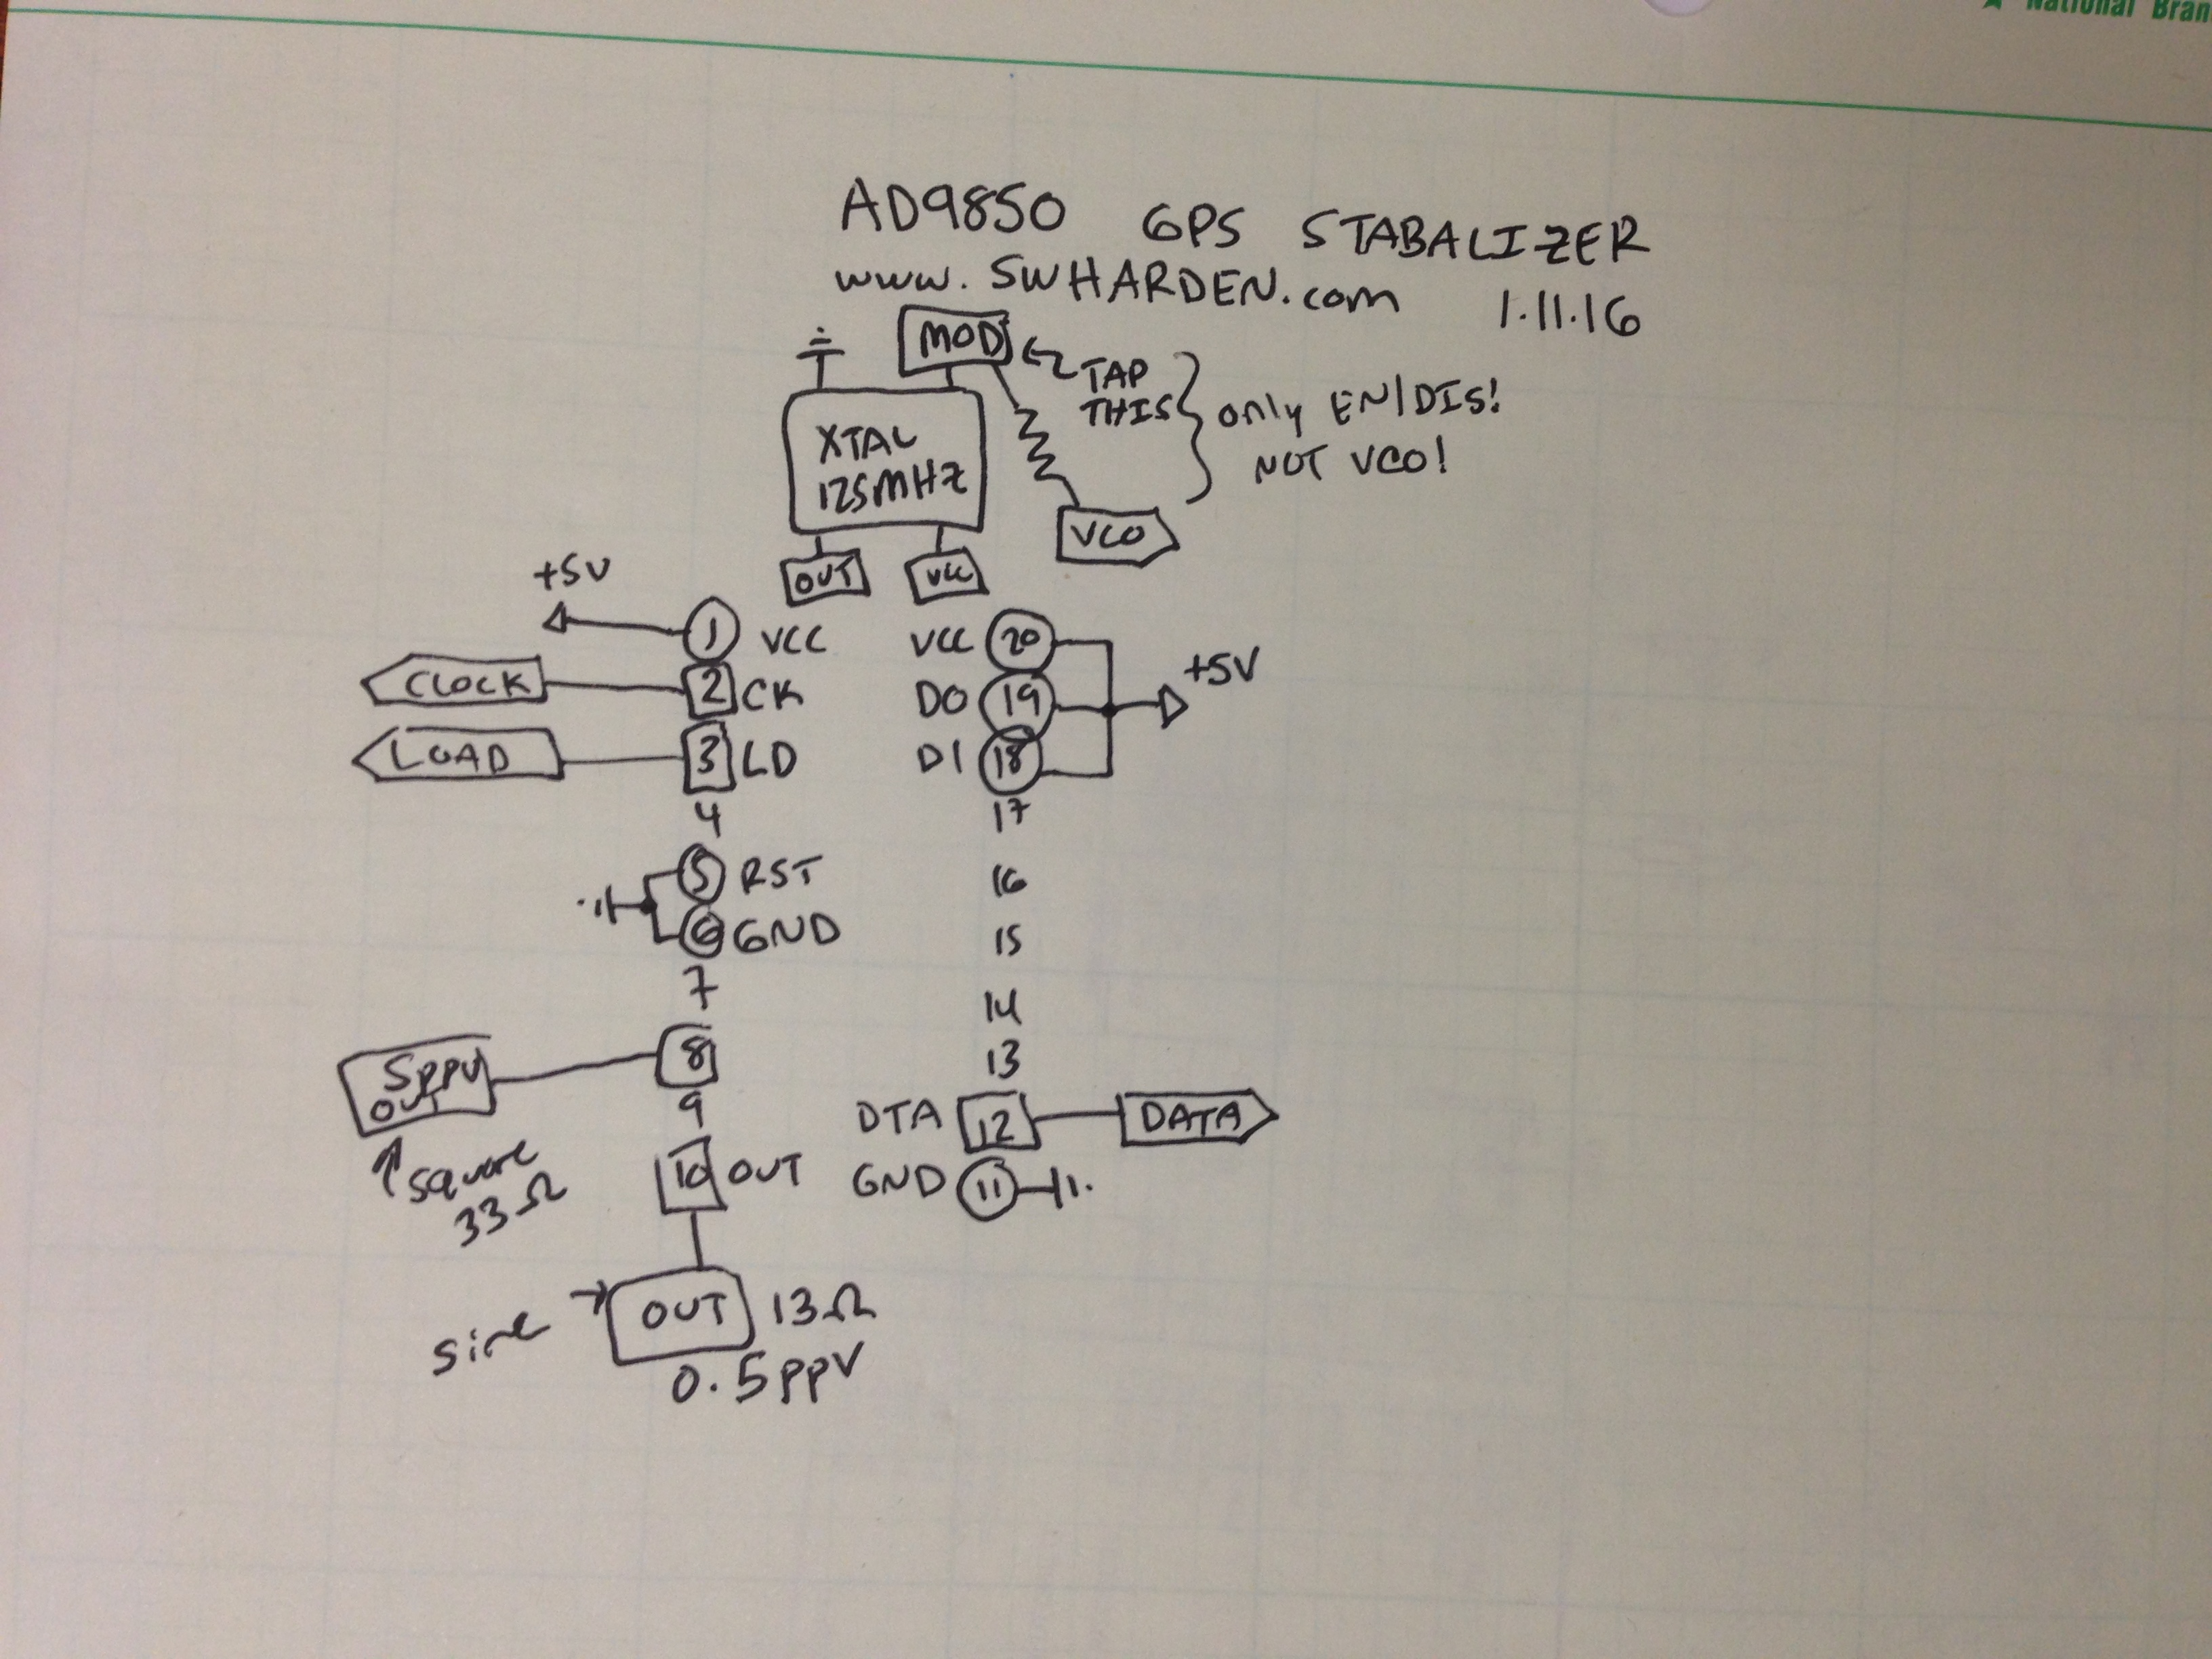 National Bran
AD9850 GPS STABALIZER
www.SWHARDEN.com 1.11.16
MOD
TAP
THIS
only EN/DIS!
NOT VCO!
XTAL
125MHz
VCO
OUT VCC
+5V
1 VCC
VCC 20
+5V
CLOCK 2 CK
DO 19
LOAD 3 LD
DI 18
4
17
5 RST
16
6 GND
15
7
14
8
13
5PPV
OUT
9
DTA 12 DATA
square
33Ω
10 OUT
GND 11
sine
OUT 13Ω
0.5PPV